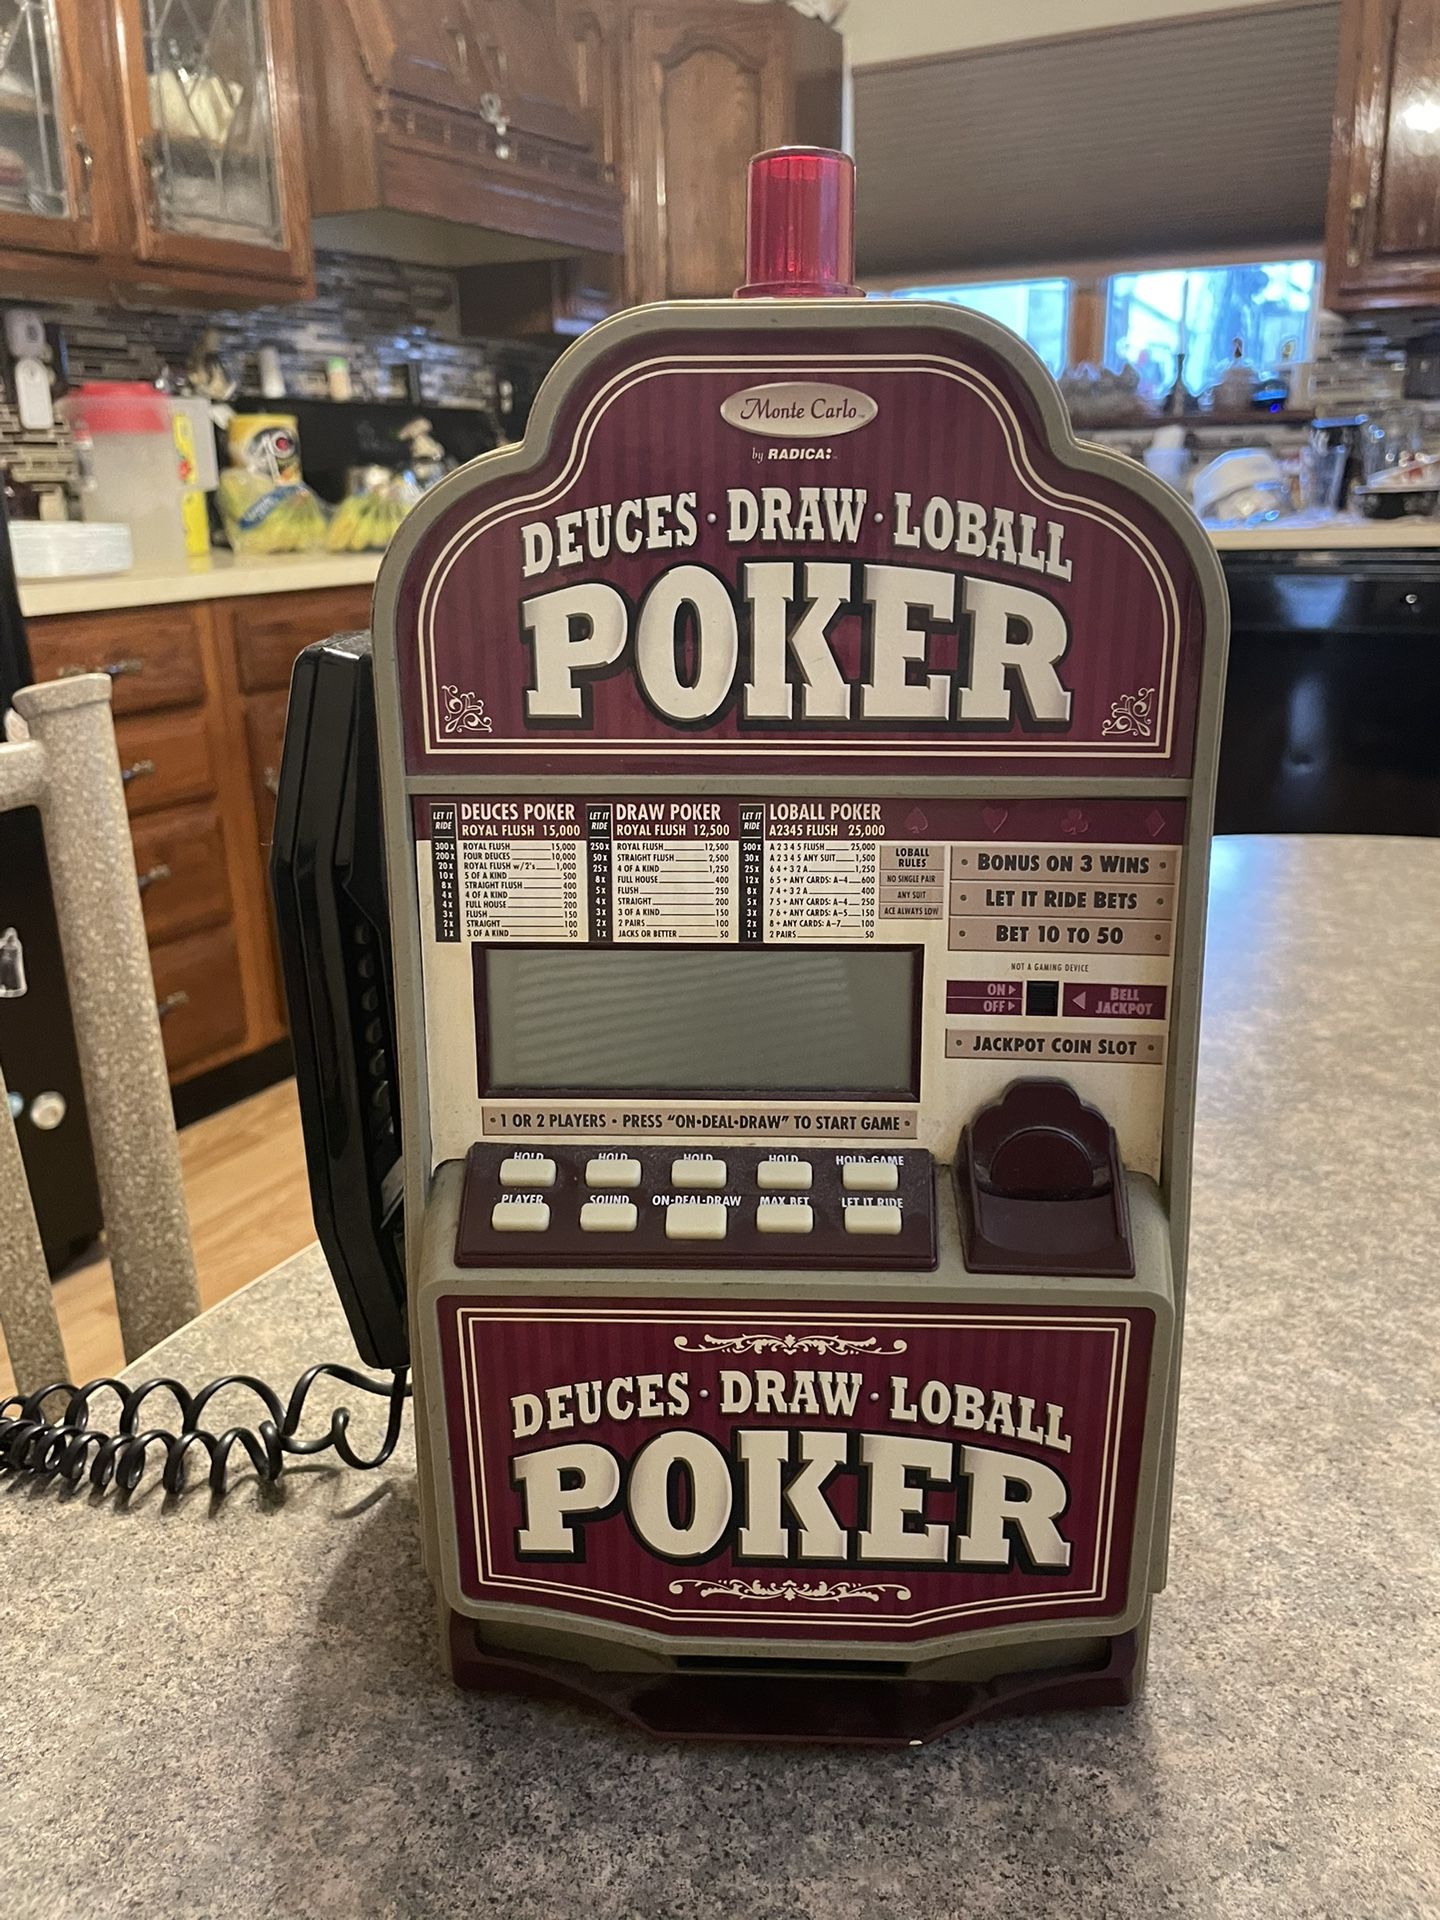 Monte Carlo
by RADICA:
DEUCES · DRAW · LOBALL
POKER
LET IT RIDE
DEUCES POKER
ROYAL FLUSH 15,000
300x ROYAL FLUSH 15,000
200x FOUR DEUCES 10,000
20x ROYAL FLUSH w/2's 1,000
10x 5 OF A KIND 500
8x STRAIGHT FLUSH 400
4x 4 OF A KIND 200
4x FULL HOUSE 200
3x FLUSH 150
2x STRAIGHT 100
1x 3 OF A KIND 50
LET IT RIDE
DRAW POKER
ROYAL FLUSH 12,500
250x ROYAL FLUSH 12,500
50x STRAIGHT FLUSH 2,500
25x 4 OF A KIND 1,250
8x FULL HOUSE 400
5x FLUSH 250
4x STRAIGHT 200
3x 3 OF A KIND 150
2x 2 PAIRS 100
1x JACKS OR BETTER 50
LET IT RIDE
LOBALL POKER
A2345 FLUSH 25,000
500x A 2 3 4 5 FLUSH 25,000
30x A 2 3 4 5 ANY SUIT 1,500
25x 6 4 + 3 2 A 1,250
12x 6 5 + ANY CARDS: A-4 600
8x 7 4 + 3 2 A 400
5x 7 5 + ANY CARDS: A-4 250
3x 7 6 + ANY CARDS: A-5 150
2x 8 + ANY CARDS: A-7 100
1x 2 PAIRS 50
LOBALL
RULES
NO SINGLE PAIR
ANY SUIT
ACE ALWAYS LOW
• BONUS ON 3 WINS •
• LET IT RIDE BETS •
• BET 10 TO 50 •
NOT A GAMING DEVICE
ON
OFF
BELL
JACKPOT
• JACKPOT COIN SLOT •
• 1 OR 2 PLAYERS • PRESS "ON•DEAL•DRAW" TO START GAME •
HOLD HOLD HOLD HOLD HOLD•GAME
PLAYER SOUND ON-DEAL-DRAW MAX BET LET IT RIDE
DEUCES · DRAW · LOBALL
POKER